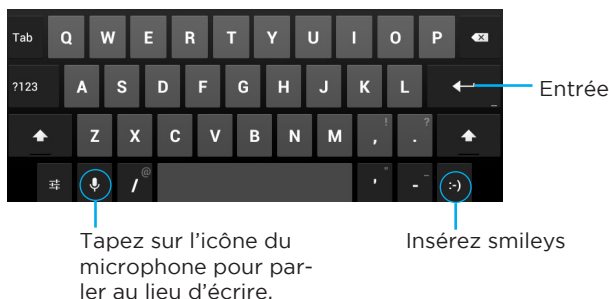 Tab Q W E R T Y U I O P
?123 A S D F G H J K L
Entrée
Z X C V B N M , ! . ?
/ @ ' " - _ :-)
Tapez sur l'icône du
microphone pour par-
ler au lieu d'écrire.
Insérez smileys